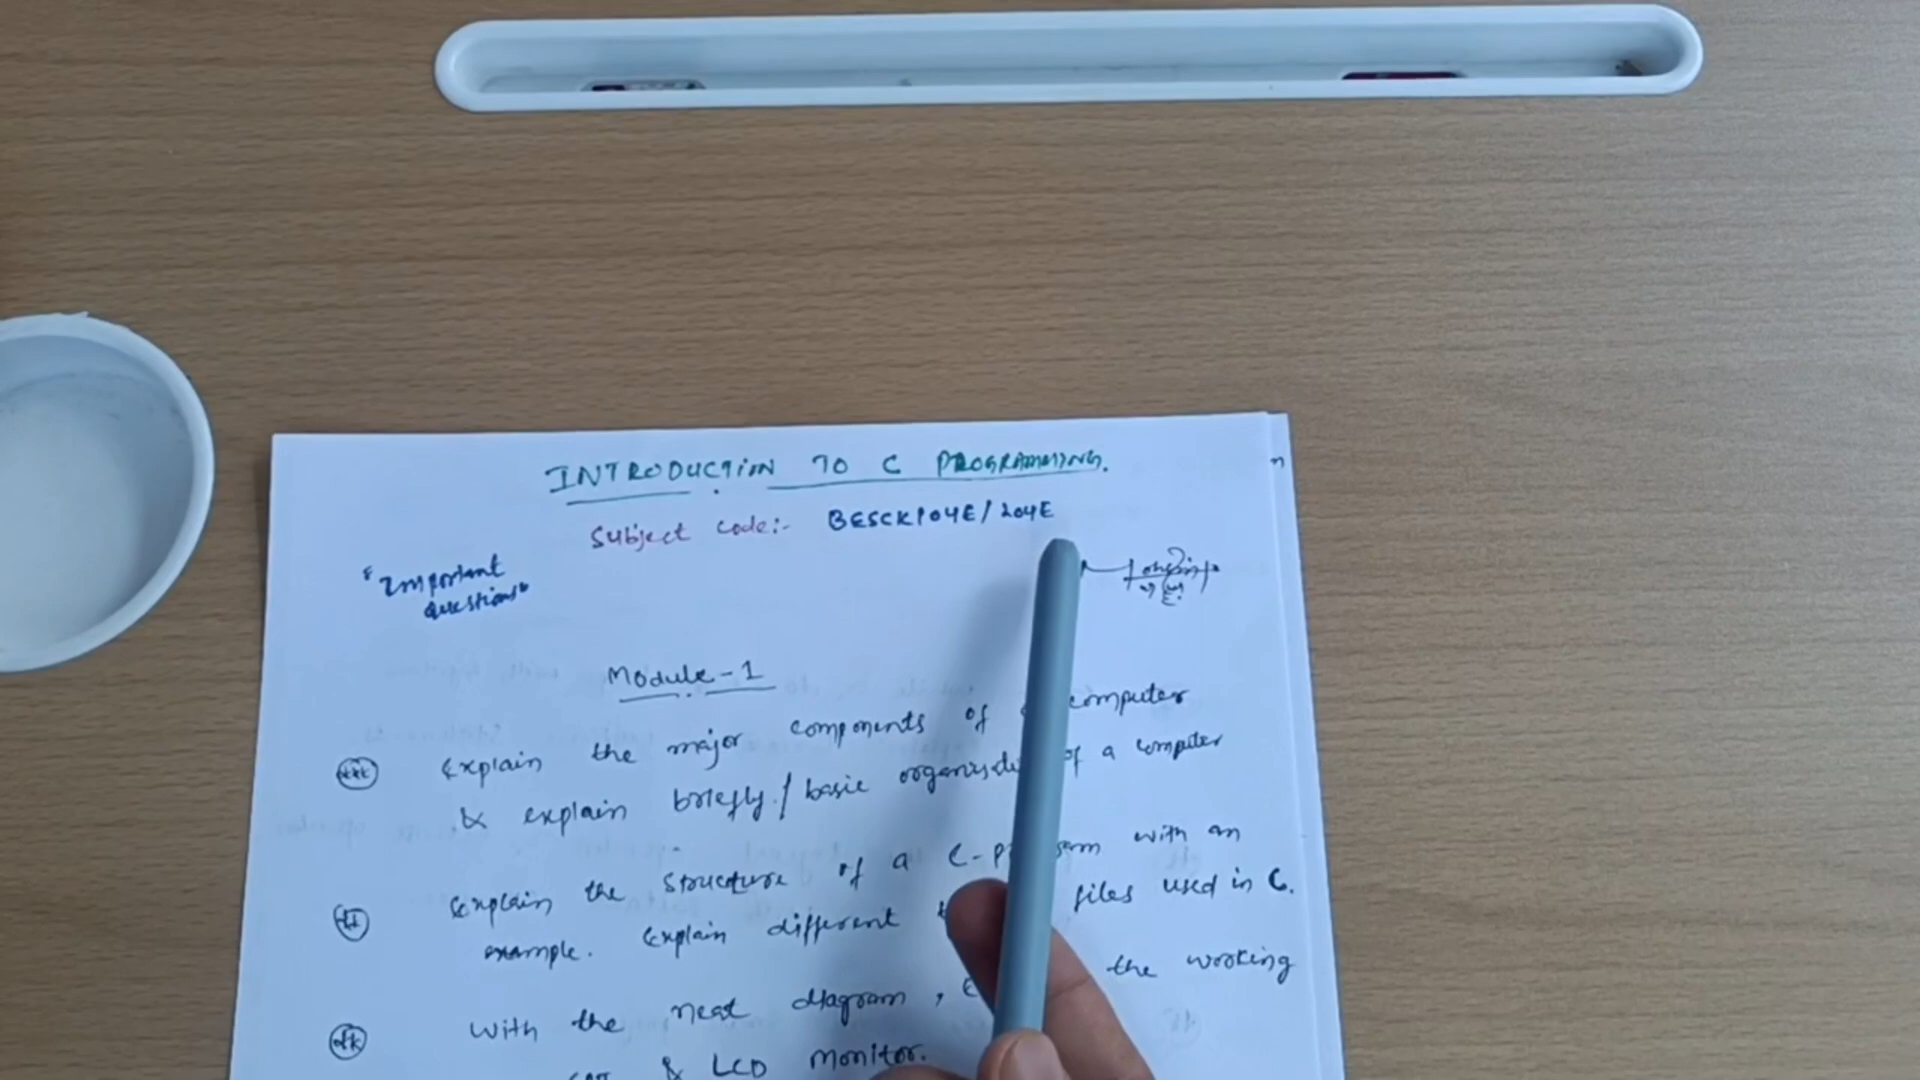 INTRODUCTION TO C PROGRAMMING.
n
Subject Code:- BESCK104E/204E
"Important
Questions"
Module-1
Explain the major components of computer
& explain briefly./ basic of a computer
Explain the structure of a C- with an
example. Explain different files used in C.
With the neat diagram, the working
& LCD Monitor.